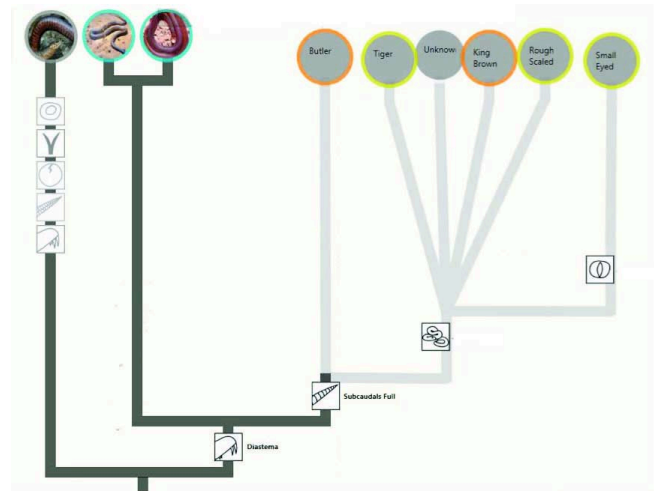 Butler
Tiger
Unknow
King
Brown
Rough
Scaled
Small
Eyed
Subcaudals Full
Diastema